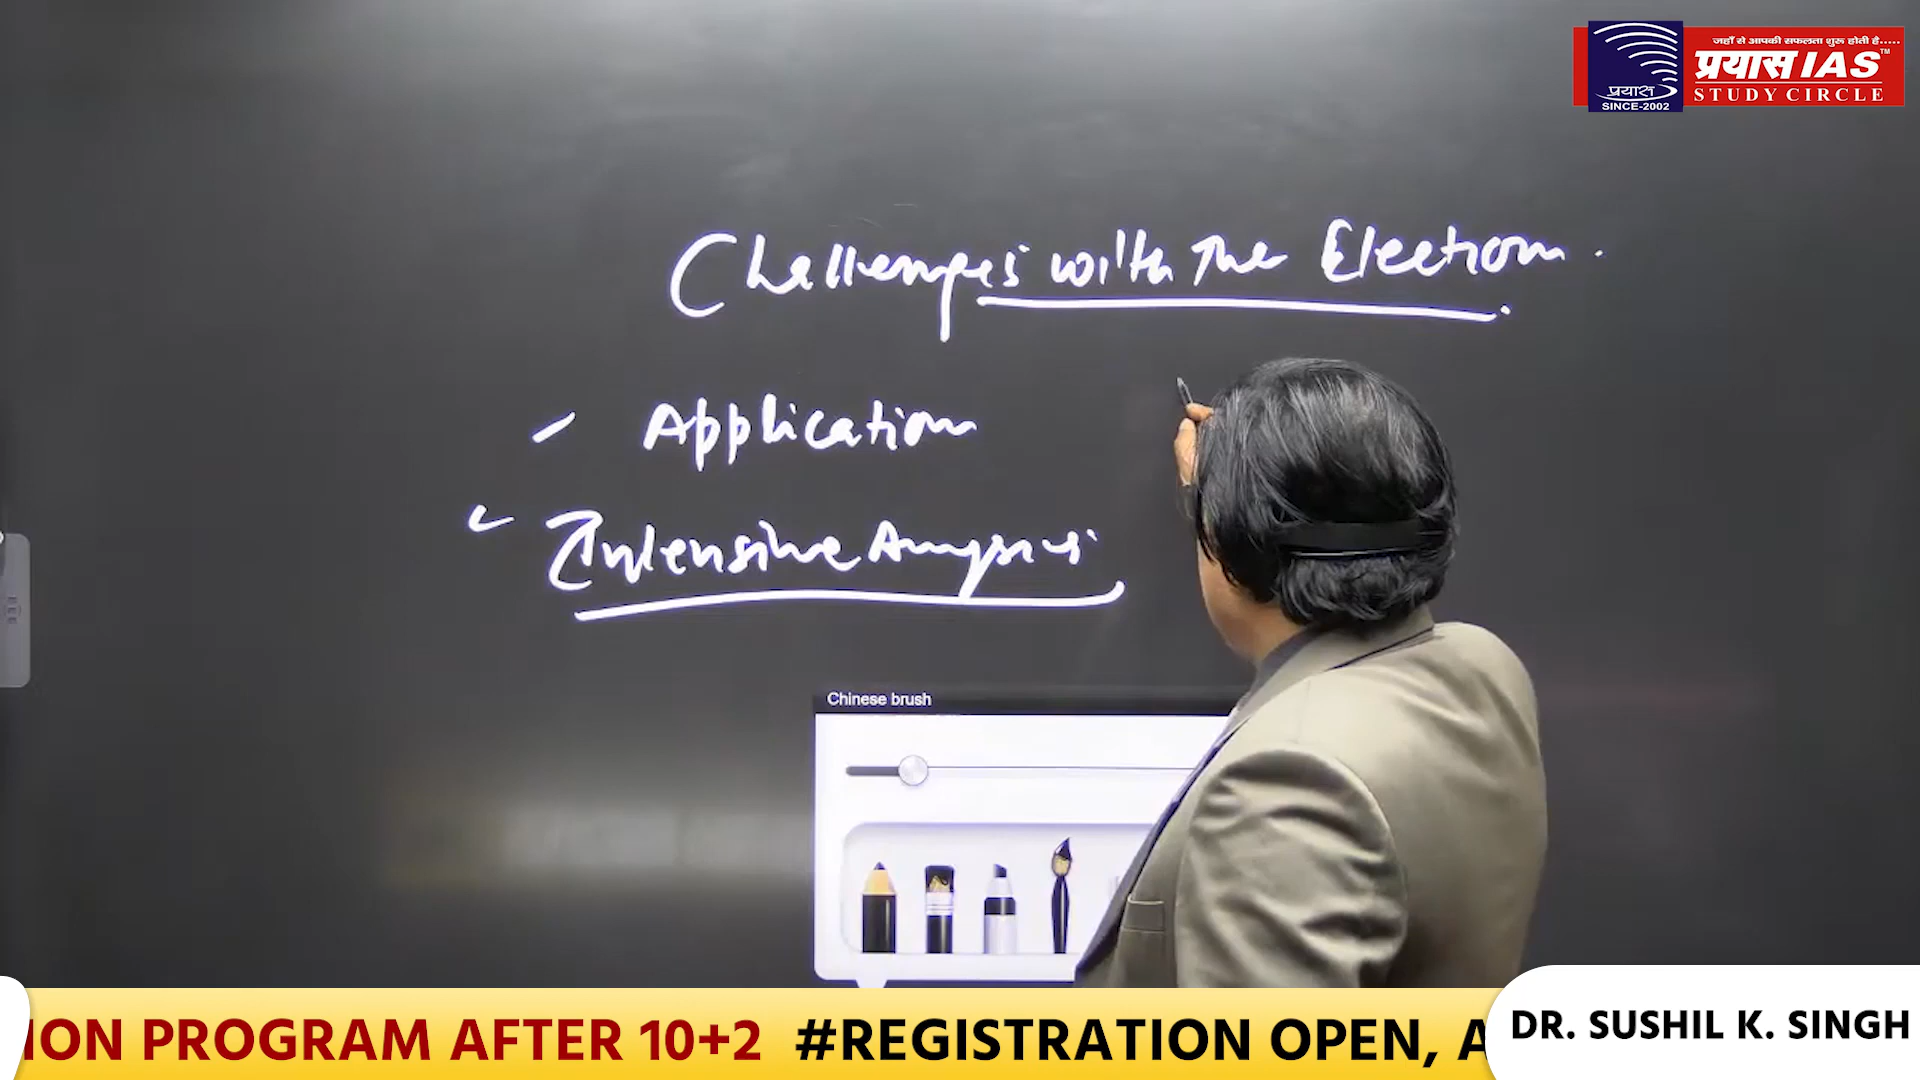 जहाँ से आपकी सफलता शुरू होती है.....
प्रयास IAS™
STUDY CIRCLE
प्रयास
SINCE-2002
Challenges with the Election.
Application
Intensive Analysis
Chinese brush
ION PROGRAM AFTER 10+2 #REGISTRATION OPEN, A
DR. SUSHIL K. SINGH